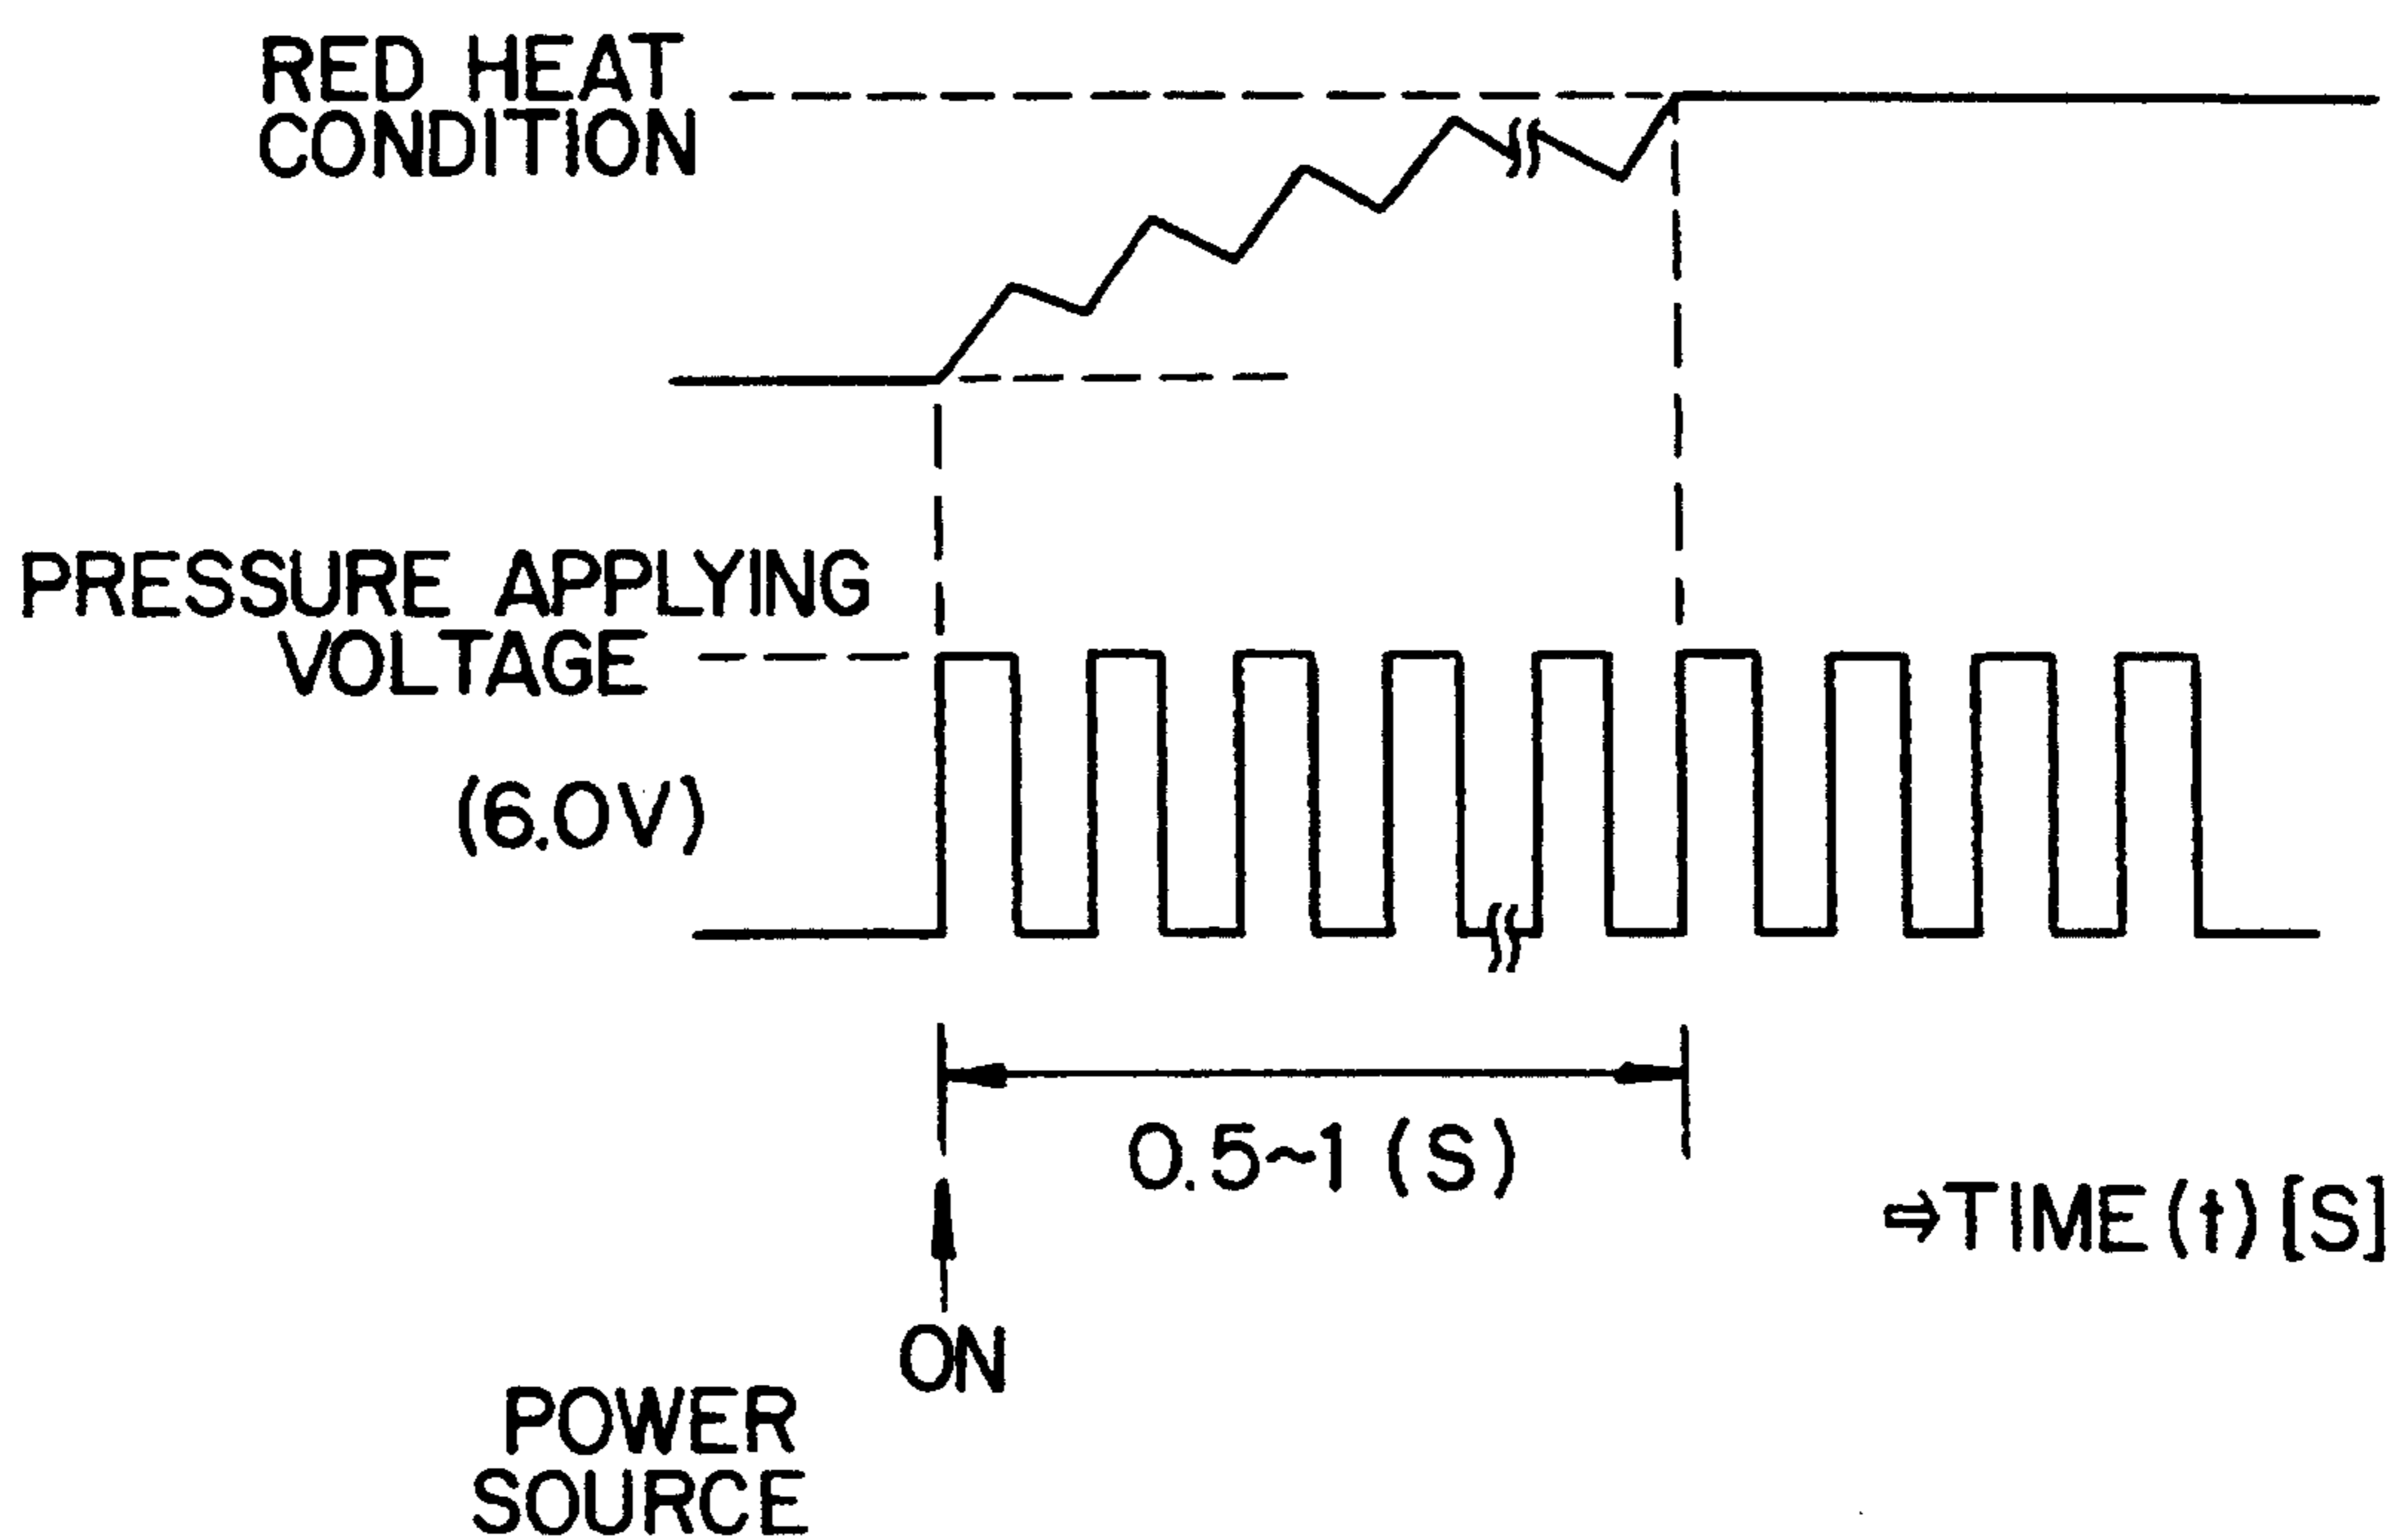 RED HEAT
CONDITION
PRESSURE APPLYING
VOLTAGE
(6.0V)
0.5~1 (S)
⇨TIME(t)[S]
ON
POWER
SOURCE